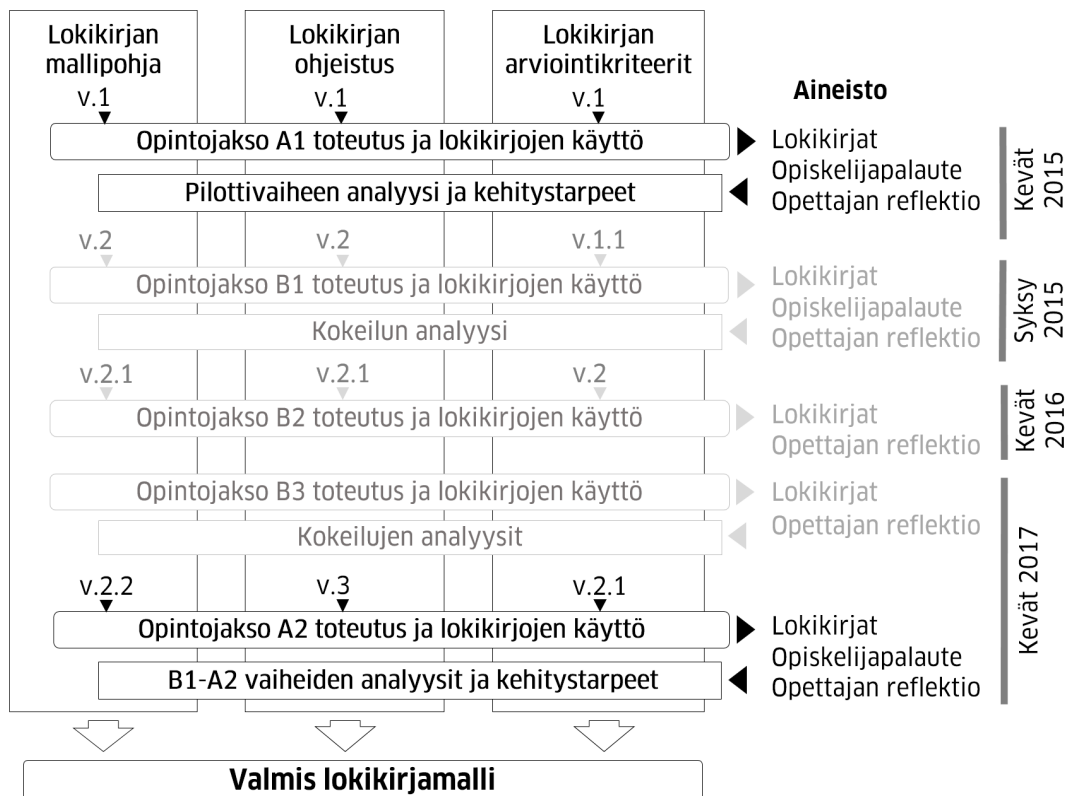 Lokikirjan
mallipohja
Lokikirjan
ohjeistus
Lokikirjan
arviointikriteerit
Aineisto
v.1
v.1
v.1
Opintojakso A1 toteutus ja lokikirjojen käyttö
Lokikirjat
Opiskelijapalaute
Opettajan reflektio
Pilottivaiheen analyysi ja kehitystarpeet
Kevät
2015
v.2
v.2
v.1.1
Opintojakso B1 toteutus ja lokikirjojen käyttö
Lokikirjat
Opiskelijapalaute
Opettajan reflektio
Kokeilun analyysi
Syksy
2015
v.2.1
v.2.1
v.2
Opintojakso B2 toteutus ja lokikirjojen käyttö
Lokikirjat
Opettajan reflektio
Kevät
2016
Opintojakso B3 toteutus ja lokikirjojen käyttö
Lokikirjat
Opettajan reflektio
Kokeilujen analyysit
v.2.2
v.3
v.2.1
Opintojakso A2 toteutus ja lokikirjojen käyttö
Lokikirjat
Opiskelijapalaute
Opettajan reflektio
B1-A2 vaiheiden analyysit ja kehitystarpeet
Kevät 2017
Valmis lokikirjamalli